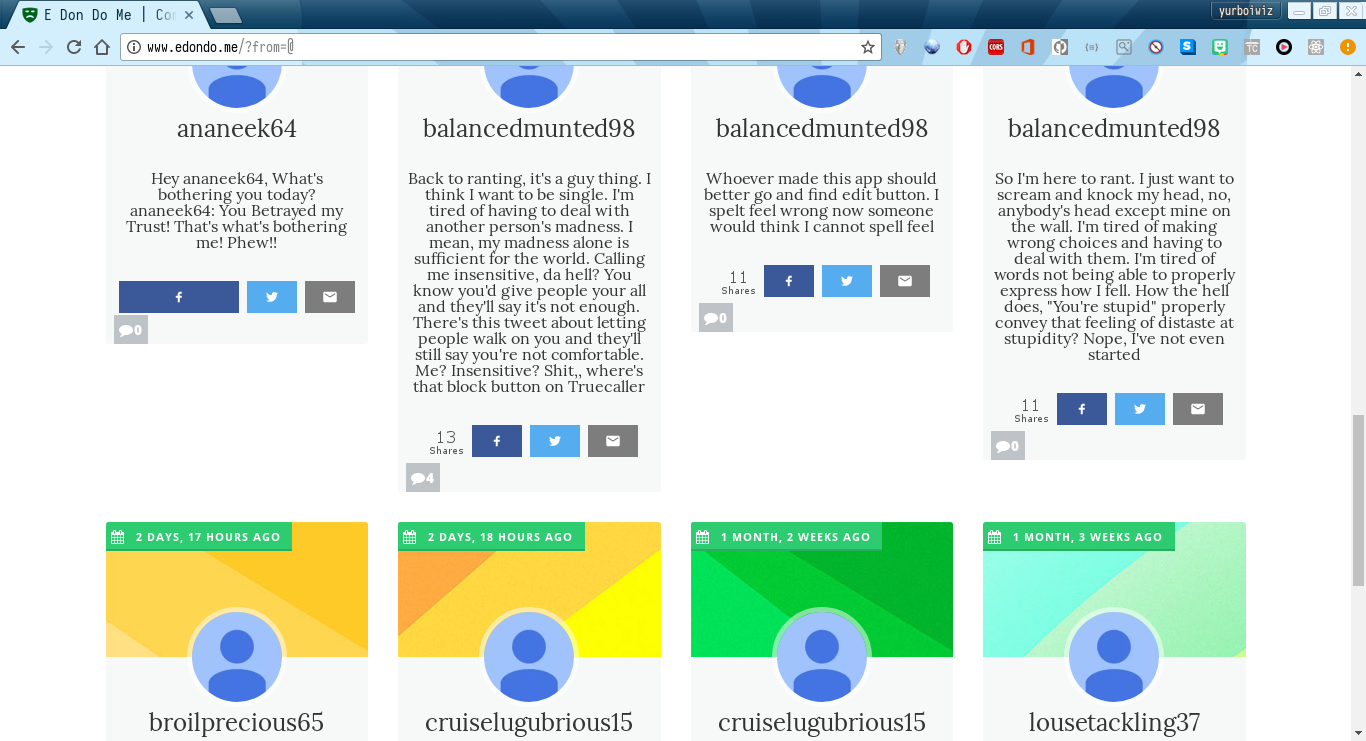 E Don Do Me | Co
yurboiwiz
www.edondo.me/?from=@
CORS
TC
ananeek64
Hey ananeek64, What's
bothering you today?
ananeek64: You Betrayed my
Trust! That's what's bothering
me! Phew!!
0
balancedmunted98
Back to ranting, it's a guy thing. I
think I want to be single. I'm
tired of having to deal with
another person's madness. I
mean, my madness alone is
sufficient for the world. Calling
me insensitive, da hell? You
know you'd give people your all
and they'll say it's not enough.
There's this tweet about letting
people walk on you and they'll
still say you're not comfortable.
Me? Insensitive? Shit,, where's
that block button on Truecaller
13
Shares
4
balancedmunted98
Whoever made this app should
better go and find edit button. I
spelt feel wrong now someone
would think I cannot spell feel
11
Shares
0
balancedmunted98
So I'm here to rant. I just want to
scream and knock my head, no,
anybody's head except mine on
the wall. I'm tired of making
wrong choices and having to
deal with them. I'm tired of
words not being able to properly
express how I fell. How the hell
does, "You're stupid" properly
convey that feeling of distaste at
stupidity? Nope, I've not even
started
11
Shares
0
2 DAYS, 17 HOURS AGO
broilprecious65
2 DAYS, 18 HOURS AGO
cruiselugubrious15
1 MONTH, 2 WEEKS AGO
cruiselugubrious15
1 MONTH, 3 WEEKS AGO
lousetackling37